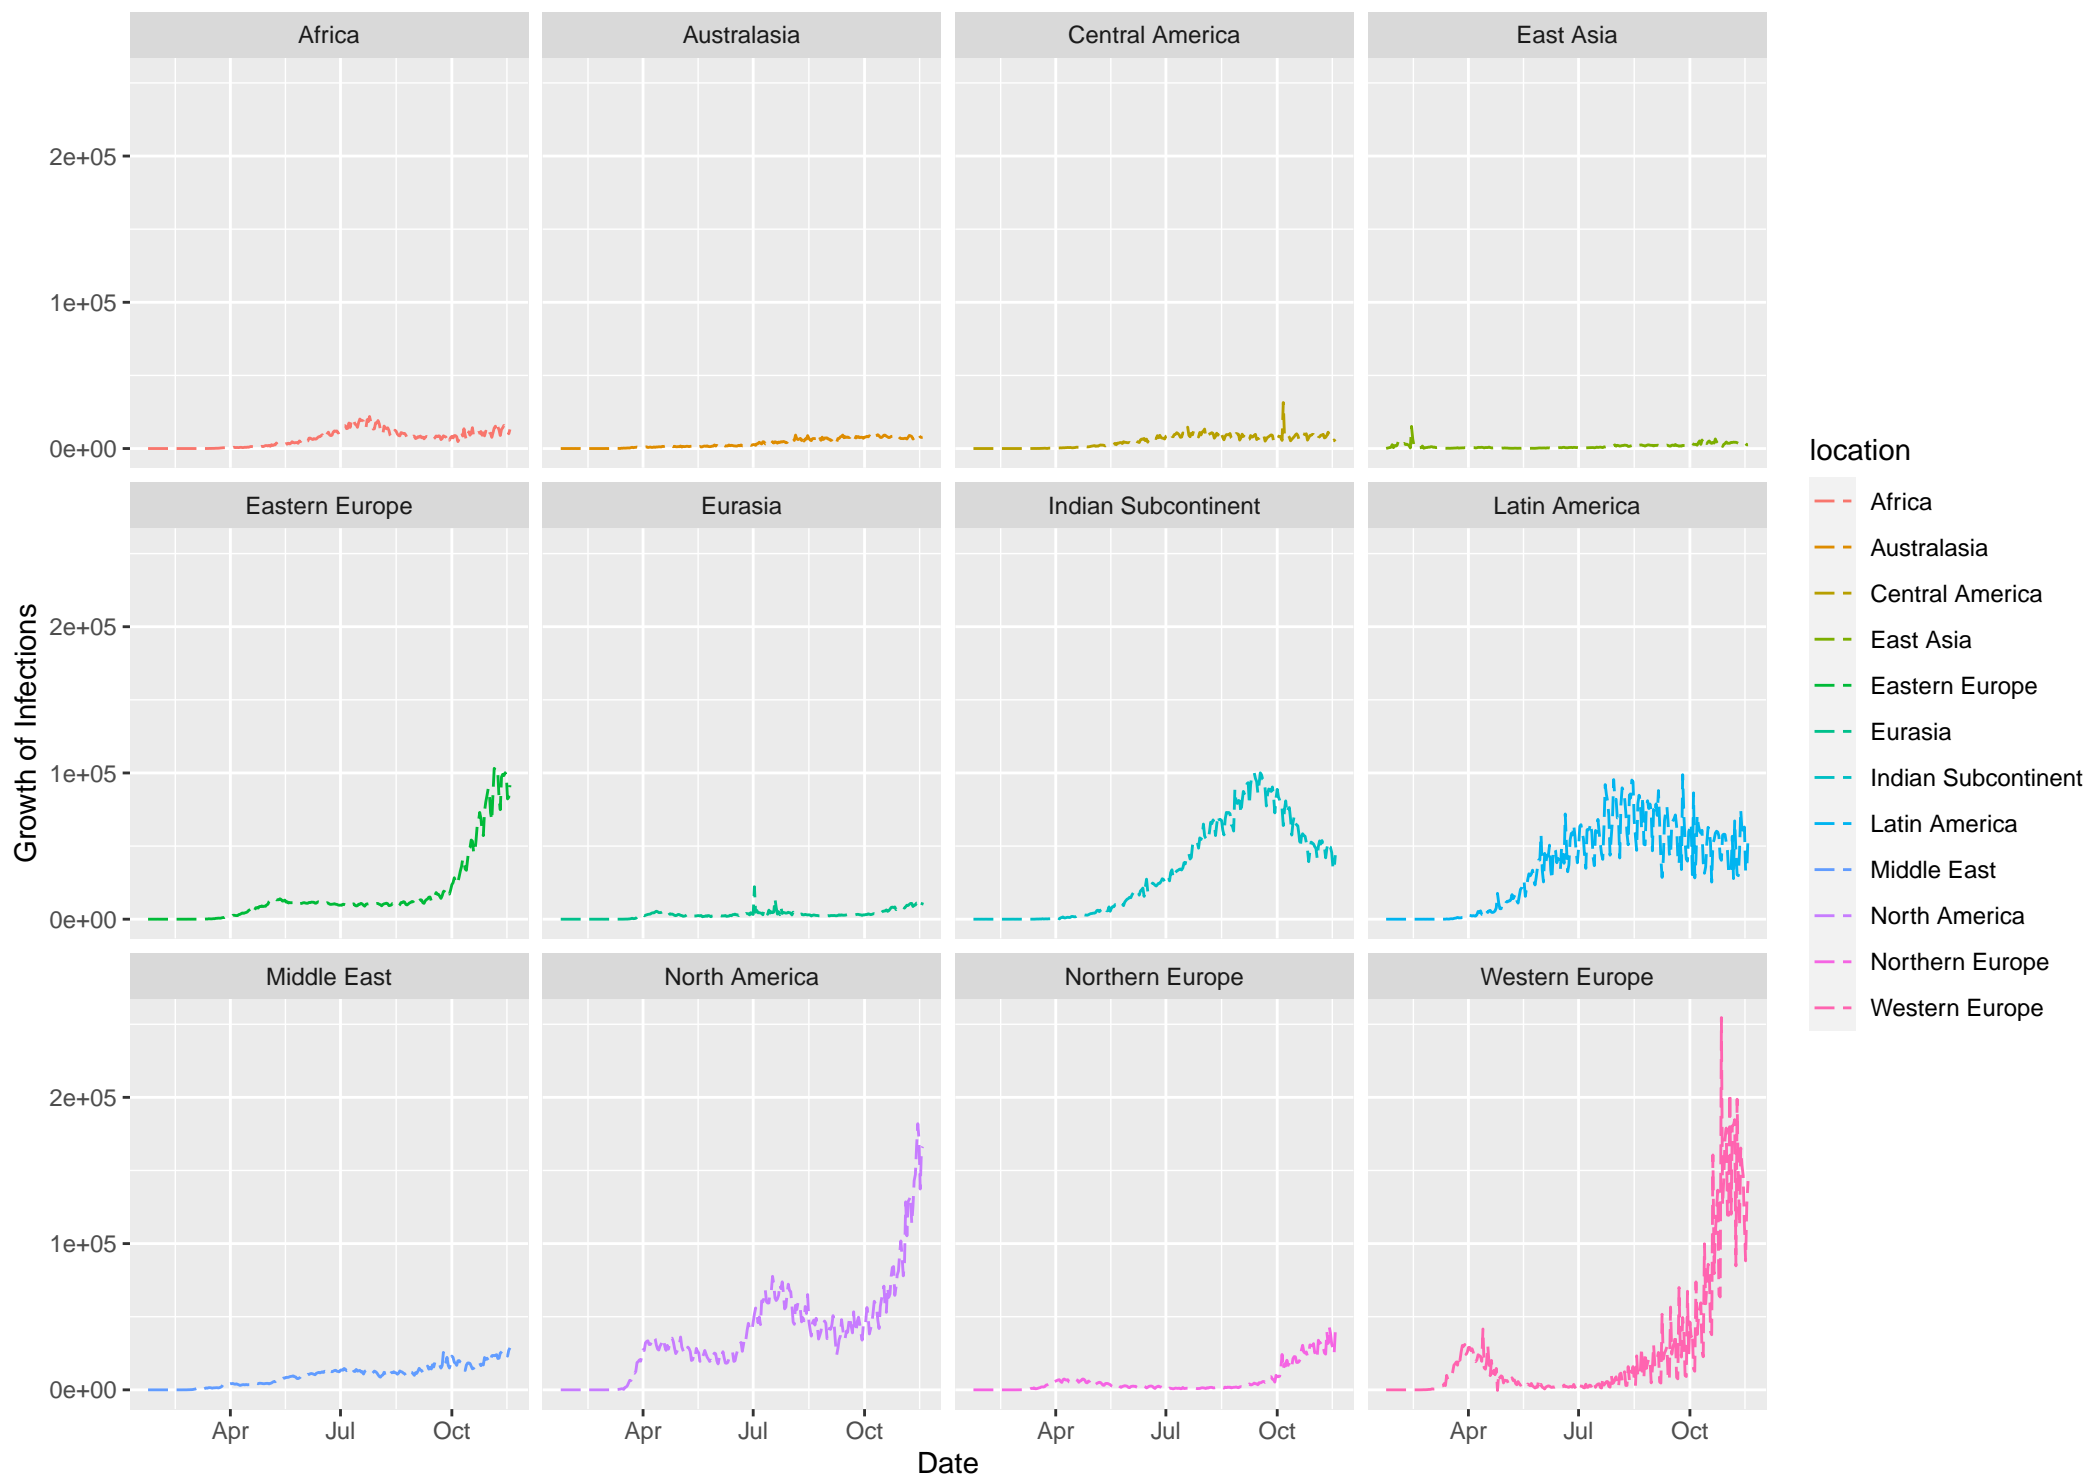 Africa
Australasia
Central America
East Asia
2e+05
1e+05
0e+00
Eastern Europe
Eurasia
Indian Subcontinent
Latin America
2e+05
1e+05
0e+00
Middle East
North America
Northern Europe
Western Europe
2e+05
1e+05
0e+00
Apr Jul Oct
Apr Jul Oct
Apr Jul Oct
Apr Jul Oct
Date
Growth of Infections
location
Africa
Australasia
Central America
East Asia
Eastern Europe
Eurasia
Indian Subcontinent
Latin America
Middle East
North America
Northern Europe
Western Europe